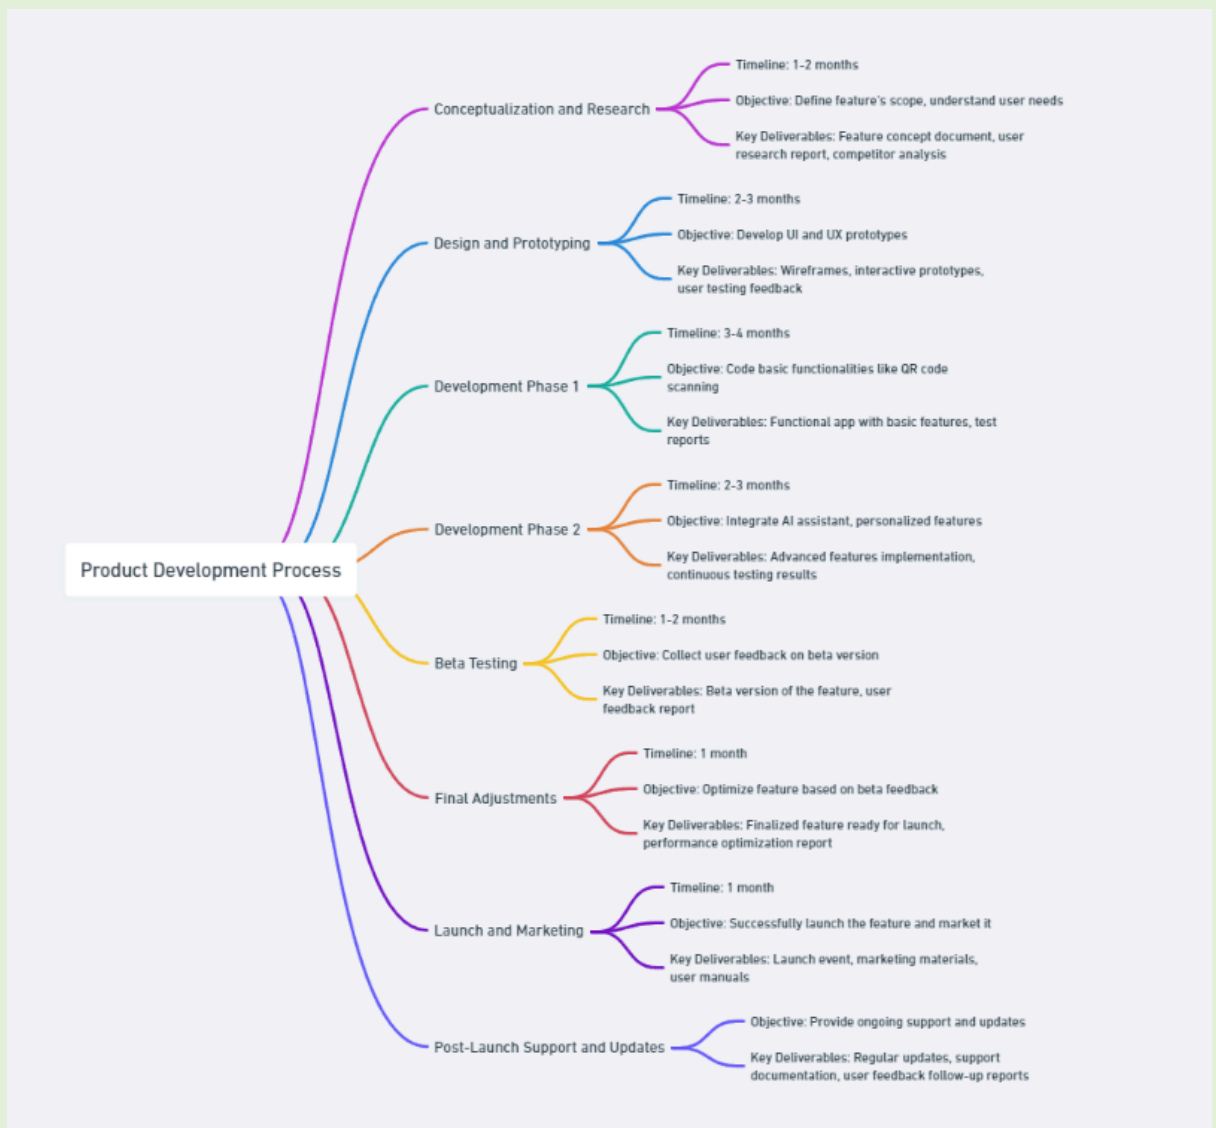 Product Development Process
Conceptualization and Research
Timeline: 1-2 months
Objective: Define feature's scope, understand user needs
Key Deliverables: Feature concept document, user
research report, competitor analysis
Design and Prototyping
Timeline: 2-3 months
Objective: Develop UI and UX prototypes
Key Deliverables: Wireframes, interactive prototypes,
user testing feedback
Development Phase 1
Timeline: 3-4 months
Objective: Code basic functionalities like QR code
scanning
Key Deliverables: Functional app with basic features, test
reports
Development Phase 2
Timeline: 2-3 months
Objective: Integrate AI assistant, personalized features
Key Deliverables: Advanced features implementation,
continuous testing results
Beta Testing
Timeline: 1-2 months
Objective: Collect user feedback on beta version
Key Deliverables: Beta version of the feature, user
feedback report
Final Adjustments
Timeline: 1 month
Objective: Optimize feature based on beta feedback
Key Deliverables: Finalized feature ready for launch,
performance optimization report
Launch and Marketing
Timeline: 1 month
Objective: Successfully launch the feature and market it
Key Deliverables: Launch event, marketing materials,
user manuals
Post-Launch Support and Updates
Objective: Provide ongoing support and updates
Key Deliverables: Regular updates, support
documentation, user feedback follow-up reports